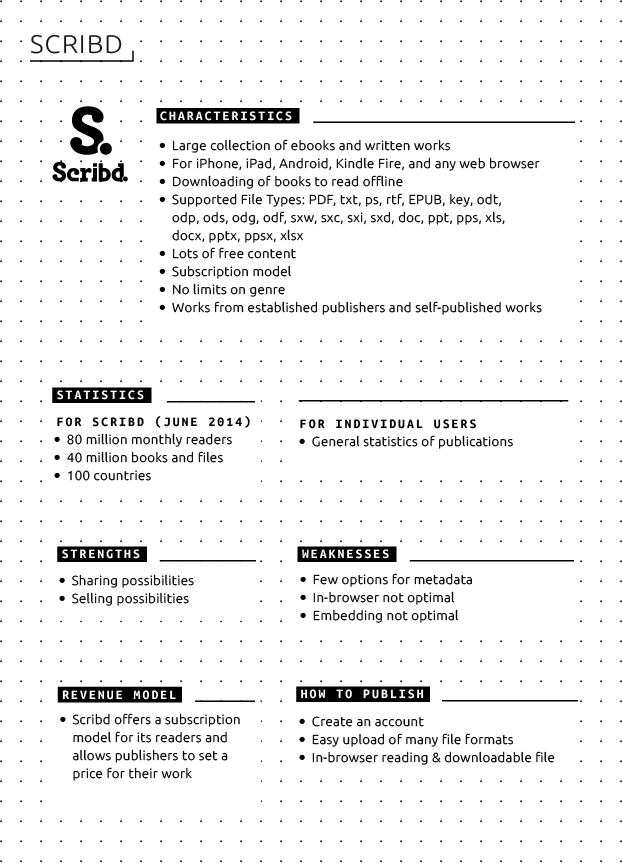 SCRIBD
S.
Scribd.
CHARACTERISTICS
• Large collection of ebooks and written works
• For iPhone, iPad, Android, Kindle Fire, and any web browser
• Downloading of books to read offline
• Supported File Types: PDF, txt, ps, rtf, EPUB, key, odt,
odp, ods, odg, odf, sxw, sxc, sxi, sxd, doc, ppt, pps, xls,
docx, pptx, ppsx, xlsx
• Lots of free content
• Subscription model
• No limits on genre
• Works from established publishers and self-published works
STATISTICS
FOR SCRIBD (JUNE 2014)
• 80 million monthly readers
• 40 million books and files
• 100 countries
FOR INDIVIDUAL USERS
• General statistics of publications
STRENGTHS
• Sharing possibilities
• Selling possibilities
WEAKNESSES
• Few options for metadata
• In-browser not optimal
• Embedding not optimal
REVENUE MODEL
• Scribd offers a subscription
model for its readers and
allows publishers to set a
price for their work
HOW TO PUBLISH
• Create an account
• Easy upload of many file formats
• In-browser reading & downloadable file